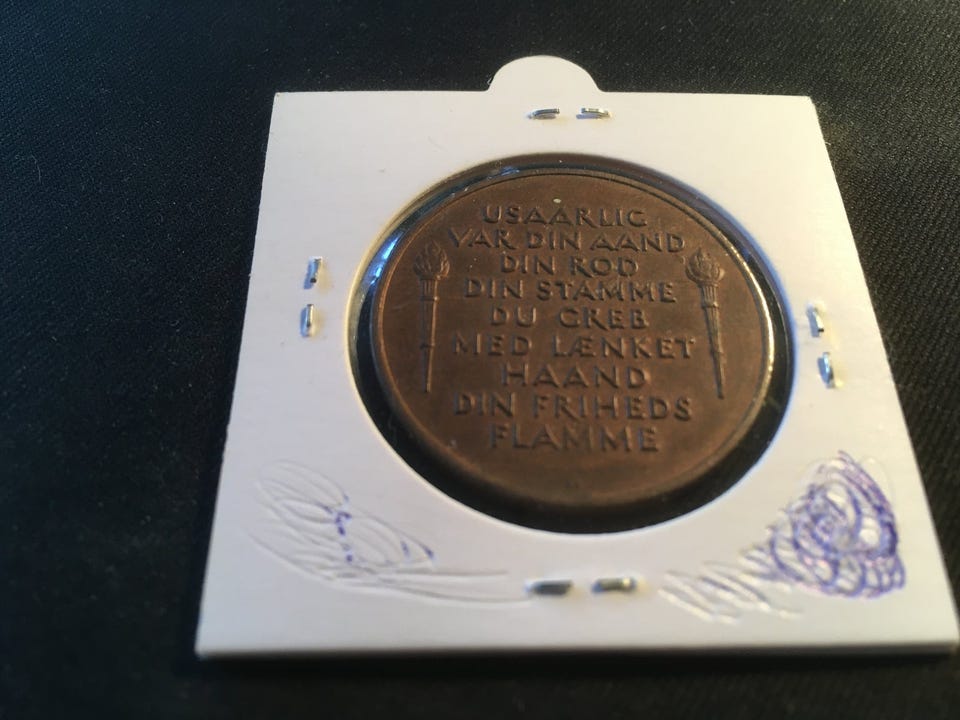 USAARLIG
VAR DIN AAND
DIN ROD
DIN STAMME
DU GREB
MED LÆNKET
HAAND
DIN FRIHEDS
FLAMME